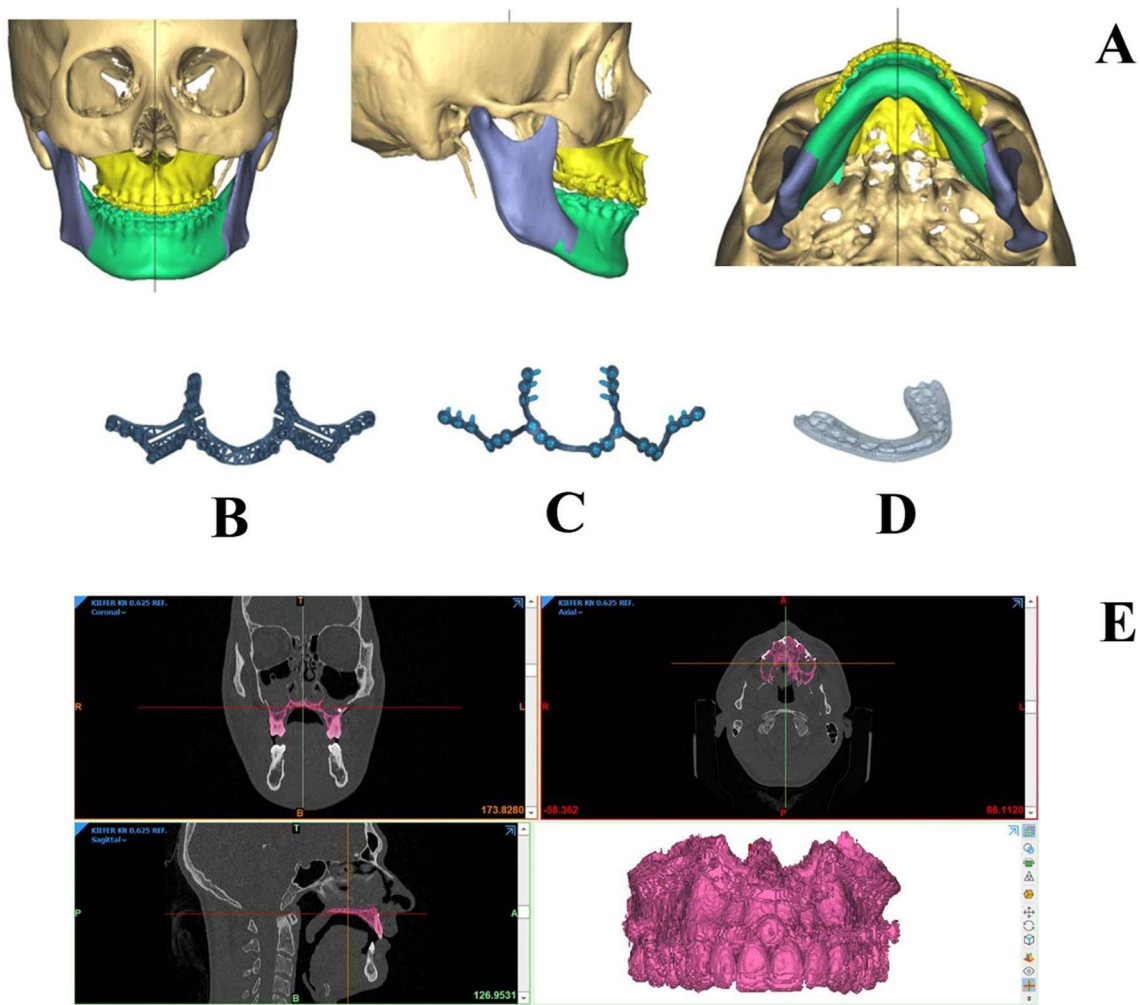 A
B
C
D
E
KIEFER KN 0.625 REF.
Coronal
T
R
L
B
173.8280
KIEFER KN 0.625 REF.
Axial
A
R
L
P
-58.362
86.1120
KIEFER KN 0.625 REF.
Sagittal
T
P
A
B
126.9531